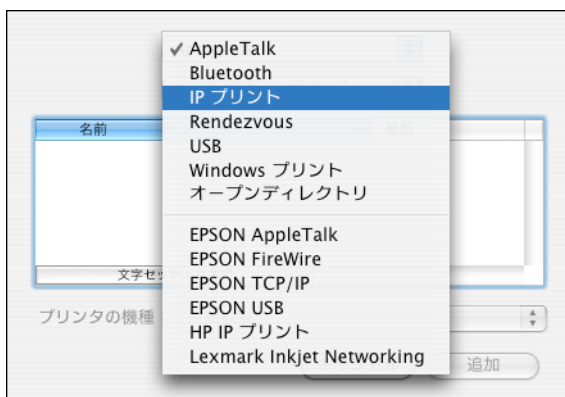 AppleTalk
Bluetooth
IP プリント
名前
Rendezvous
USB
Windows プリント
オープンディレクトリ
EPSON AppleTalk
EPSON FireWire
文字セッ
EPSON TCP/IP
EPSON USB
プリンタの機種
HP IP プリント
Lexmark Inkjet Networking
追加